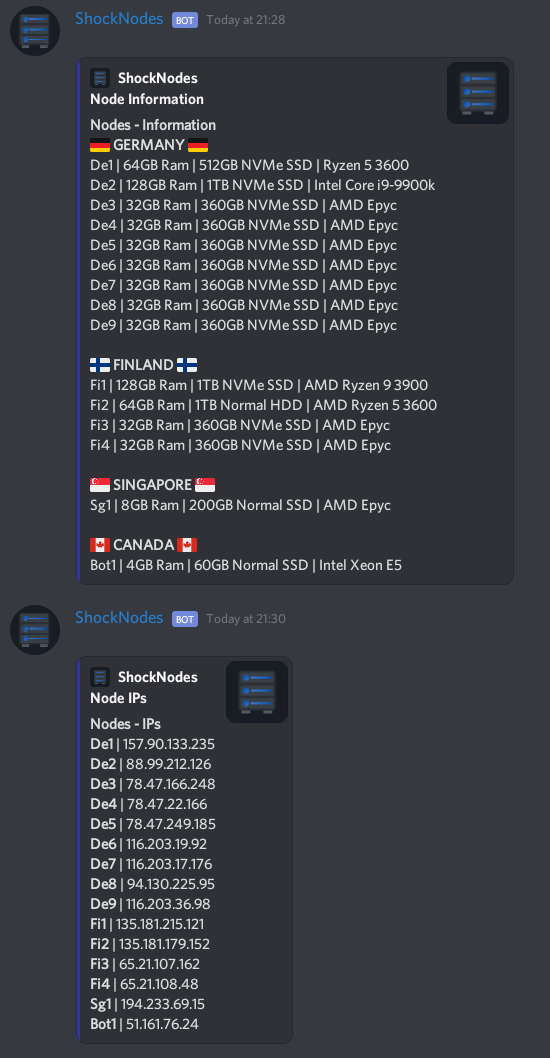 ShockNodes BOT Today at 21:28
ShockNodes
Node Information
Nodes - Information
GERMANY
De1 | 64GB Ram | 512GB NVMe SSD | Ryzen 5 3600
De2 | 128GB Ram | 1TB NVMe SSD | Intel Core i9-9900k
De3 | 32GB Ram | 360GB NVMe SSD | AMD Epyc
De4 | 32GB Ram | 360GB NVMe SSD | AMD Epyc
De5 | 32GB Ram | 360GB NVMe SSD | AMD Epyc
De6 | 32GB Ram | 360GB NVMe SSD | AMD Epyc
De7 | 32GB Ram | 360GB NVMe SSD | AMD Epyc
De8 | 32GB Ram | 360GB NVMe SSD | AMD Epyc
De9 | 32GB Ram | 360GB NVMe SSD | AMD Epyc
FINLAND
Fi1 | 128GB Ram | 1TB NVMe SSD | AMD Ryzen 9 3900
Fi2 | 64GB Ram | 1TB Normal HDD | AMD Ryzen 5 3600
Fi3 | 32GB Ram | 360GB NVMe SSD | AMD Epyc
Fi4 | 32GB Ram | 360GB NVMe SSD | AMD Epyc
SINGAPORE
Sg1 | 8GB Ram | 200GB Normal SSD | AMD Epyc
CANADA
Bot1 | 4GB Ram | 60GB Normal SSD | Intel Xeon E5
ShockNodes BOT Today at 21:30
ShockNodes
Node IPs
Nodes - IPs
De1 | 157.90.133.235
De2 | 88.99.212.126
De3 | 78.47.166.248
De4 | 78.47.22.166
De5 | 78.47.249.185
De6 | 116.203.19.92
De7 | 116.203.17.176
De8 | 94.130.225.95
De9 | 116.203.36.98
Fi1 | 135.181.215.121
Fi2 | 135.181.179.152
Fi3 | 65.21.107.162
Fi4 | 65.21.108.48
Sg1 | 194.233.69.15
Bot1 | 51.161.76.24